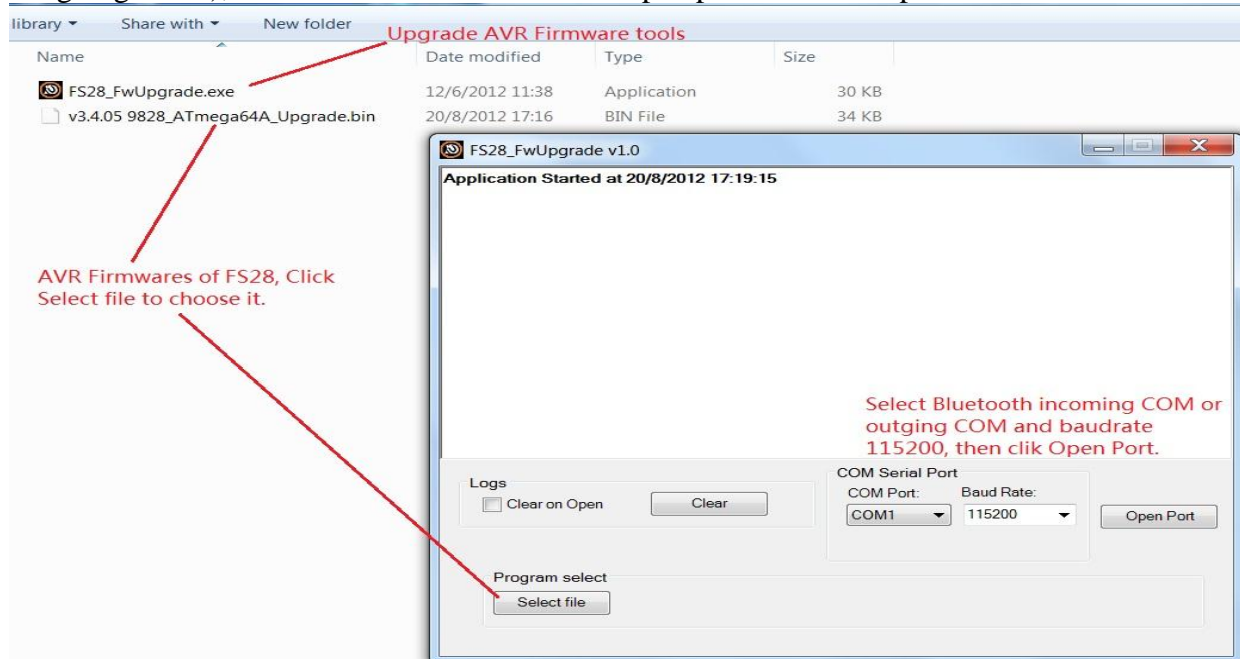 library Share with New folder
Upgrade AVR Firmware tools
Name Date modified Type Size
FS28_FwUpgrade.exe 12/6/2012 11:38 Application 30 KB
v3.4.05 9828_ATmega64A_Upgrade.bin 20/8/2012 17:16 BIN File 34 KB
FS28_FwUpgrade v1.0
Application Started at 20/8/2012 17:19:15
AVR Firmwares of FS28, Click
Select file to choose it.
Select Bluetooth incoming COM or
outging COM and baudrate
115200, then clik Open Port.
Logs
Clear on Open Clear
COM Serial Port
COM Port: Baud Rate:
COM1 115200 Open Port
Program select
Select file